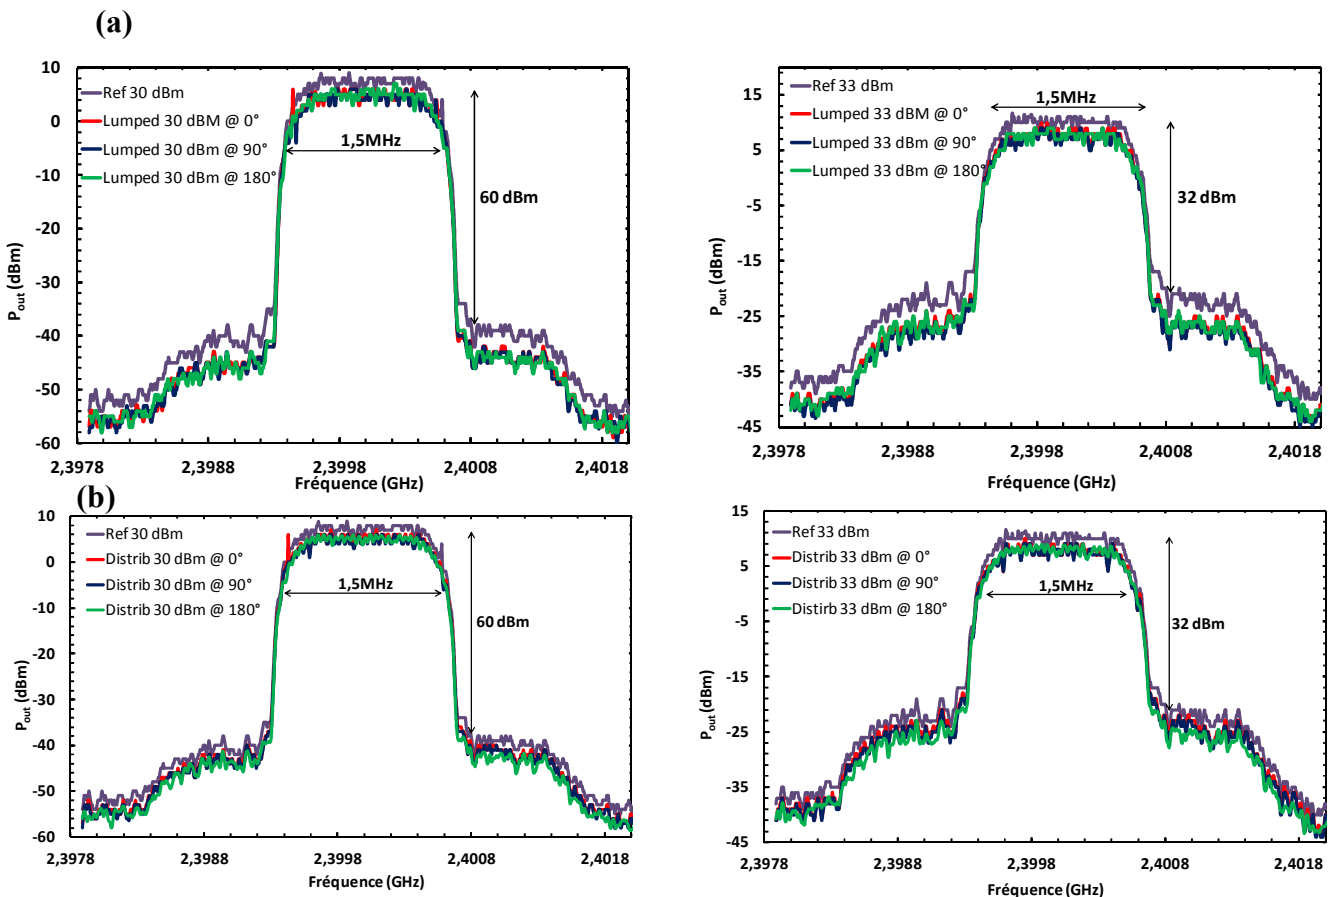 (a)
10
0
-10
-20
-30
-40
-50
-60
P_out (dBm)
Ref 30 dBm
Lumped 30 dBM @ 0°
Lumped 30 dBm @ 90°
Lumped 30 dBm @ 180°
1,5MHz
60 dBm
2,3978
2,3988
2,3998
2,4008
2,4018
Fréquence (GHz)
15
5
-5
-15
-25
-35
-45
P_out (dBm)
Ref 33 dBm
Lumped 33 dBM @ 0°
Lumped 33 dBm @ 90°
Lumped 33 dBm @ 180°
1,5MHz
32 dBm
2,3978
2,3988
2,3998
2,4008
2,4018
Fréquence (GHz)
(b)
10
0
-10
-20
-30
-40
-50
-60
P_out (dBm)
Ref 30 dBm
Distrib 30 dBm @ 0°
Distrib 30 dBm @ 90°
Distrib 30 dBm @ 180°
1,5MHz
60 dBm
2,3978
2,3988
2,3998
2,4008
2,4018
Fréquence (GHz)
15
5
-5
-15
-25
-35
-45
P_out (dBm)
Ref 33 dBm
Distrib 33 dBm @ 0°
Distrib 33 dBm @ 90°
Distirb 33 dBm @ 180°
1,5MHz
32 dBm
2,3978
2,3988
2,3998
2,4008
2,4018
Fréquence (GHz)